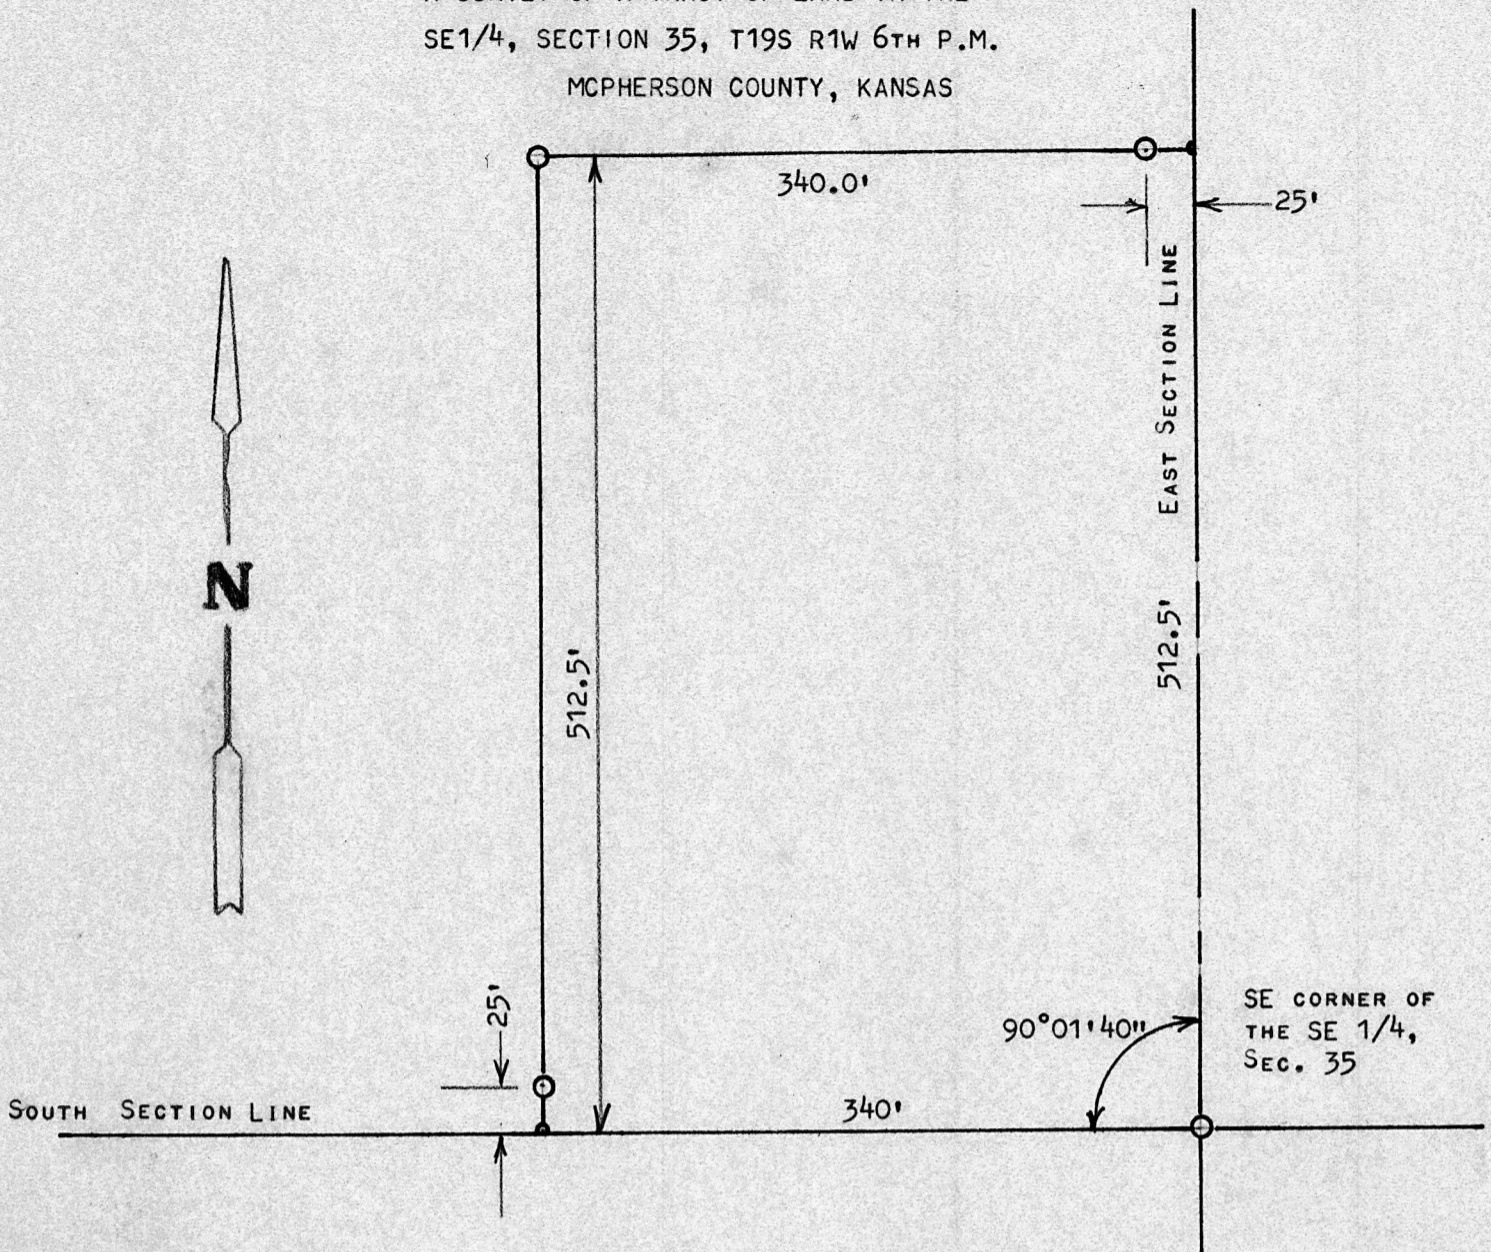 SE1/4, SECTION 35, T19S R1W 6TH P.M.
MCPHERSON COUNTY, KANSAS
340.0'
25'
EAST SECTION LINE
N
512.5'
512.5'
25'
90°01'40"
SE CORNER OF
THE SE 1/4,
SEC. 35
SOUTH SECTION LINE
340'